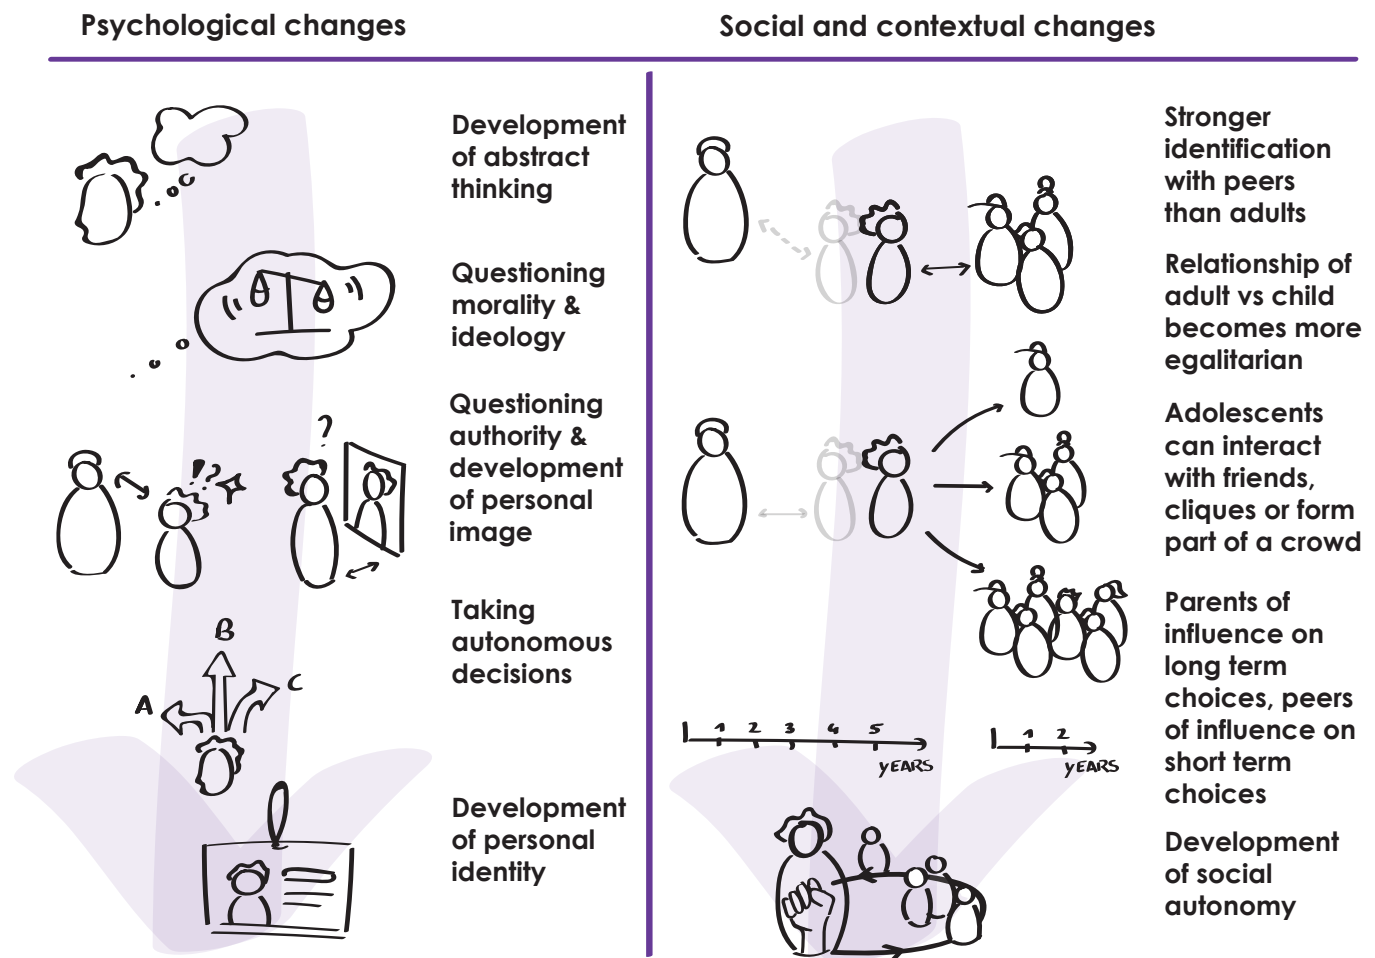 Psychological changes
Social and contextual changes
Development
of abstract
thinking
Questioning
morality &
ideology
Questioning
authority &
development
of personal
image
!?
?
Taking
autonomous
decisions
A
B
C
Development
of personal
identity
Stronger
identification
with peers
than adults
Relationship of
adult vs child
becomes more
egalitarian
Adolescents
can interact
with friends,
cliques or form
part of a crowd
Parents of
influence on
long term
choices, peers
of influence on
short term
choices
1 2 3 4 5
YEARS
1 2
YEARS
Development
of social
autonomy